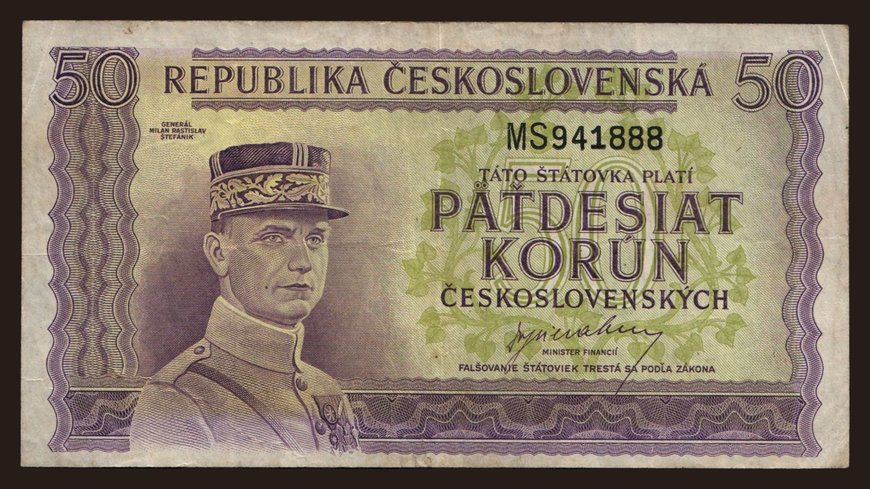 50 REPUBLIKA ČESKOSLOVENSKÁ 50
GENERÁL
MILAN RASTISLAV
ŠTEFÁNIK
MS941888
TÁTO ŠTÁTOVKA PLATÍ
PÄŤDESIAT
KORÚN
ČESKOSLOVENSKÝCH
MINISTER FINANCIÍ
FALŠOVANIE ŠTÁTOVIEK TRESTÁ SA PODĽA ZÁKONA
50